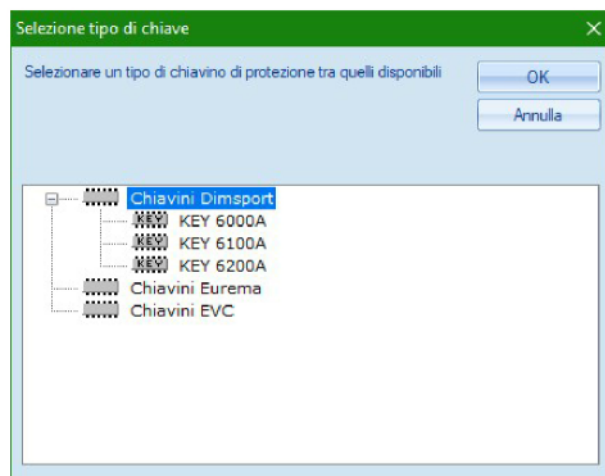 Selezione tipo di chiave
Selezionare un tipo di chiavino di protezione tra quelli disponibili
OK
Annulla
Chiavini Dimsport
KEY KEY 6000A
KEY KEY 6100A
KEY KEY 6200A
Chiavini Eurema
Chiavini EVC